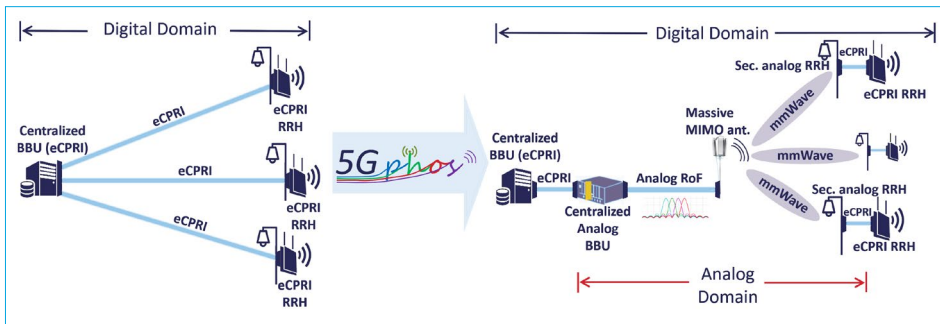 Digital Domain
eCPRI
RRH
eCPRI
Centralized
BBU (eCPRI)
eCPRI
eCPRI
RRH
eCPRI
eCPRI
RRH
5G phos
Digital Domain
Sec. analog RRH
eCPRI
eCPRI RRH
mmWave
Massive
MIMO ant.
Centralized
BBU (eCPRI)
eCPRI
Analog RoF
mmWave
Centralized
Analog
BBU
mmWave
Sec. analog RRH
eCPRI
eCPRI RRH
Analog
Domain